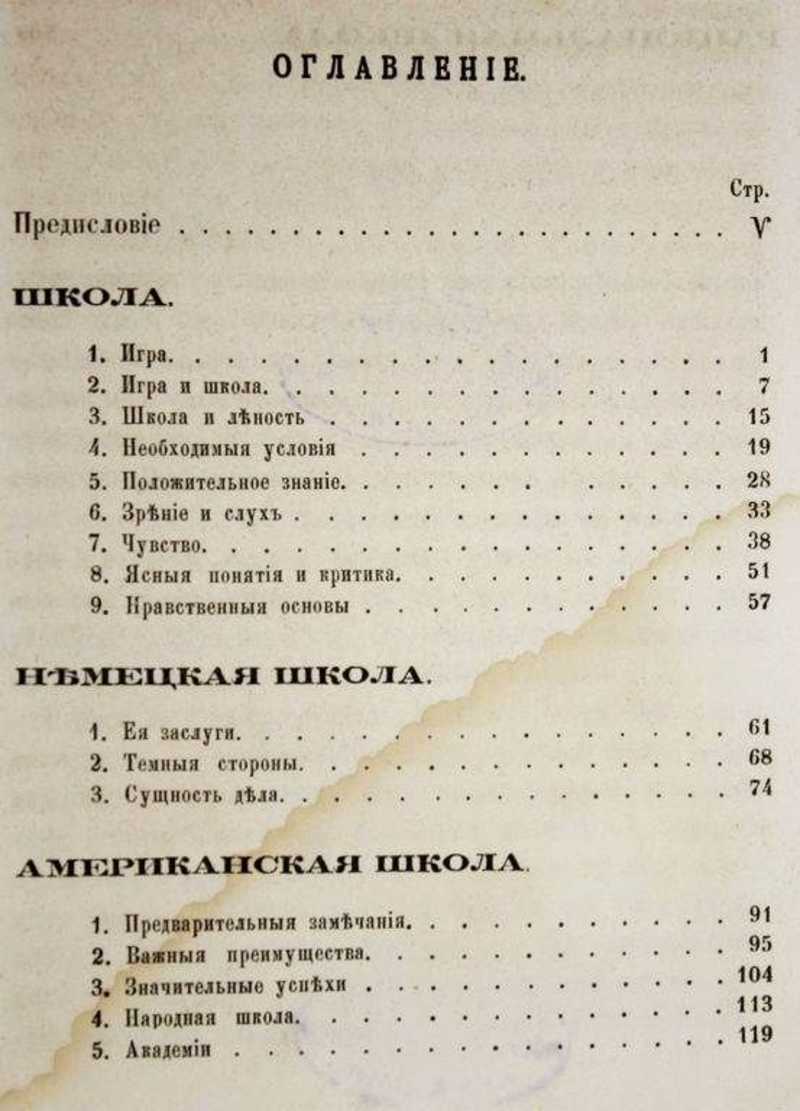 ОГЛАВЛЕНІЕ.
Стр.
Предисловіе . . . . . . . . . . . . . . . . . . . . . . . . V
ШКОЛА.
1. Игра. . . . . . . . . . . . . . . . . . . 1
2. Игра и школа. . . . . . . . . . . . . . . . 7
3. Школа и лѣность . . . . . . . . . . . . . 15
4. Необходимыя условія . . . . . . . . . . . . 19
5. Положительное знаніе. . . . . . . . . . . . 28
6. Зрѣніе и слухъ . . . . . . . . . . . . . . 33
7. Чувство. . . . . . . . . . . . . . . . . . 38
8. Ясныя понятія и критика. . . . . . . . . . . 51
9. Нравственныя основы . . . . . . . . . . . . 57
НѢМЕЦКАЯ ШКОЛА.
1. Ея заслуги. . . . . . . . . . . . . . . . . 61
2. Темныя стороны. . . . . . . . . . . . . . . 68
3. Сущность дѣла. . . . . . . . . . . . . . . 74
АМЕРИКАНСКАЯ ШКОЛА.
1. Предварительныя замѣчанія. . . . . . . . . . . 91
2. Важныя преимущества. . . . . . . . . . . . . 95
3. Значительные успѣхи . . . . . . . . . . . . 104
4. Народная школа. . . . . . . . . . . . . . . 113
5. Академіи . . . . . . . . . . . . . . . . . 119